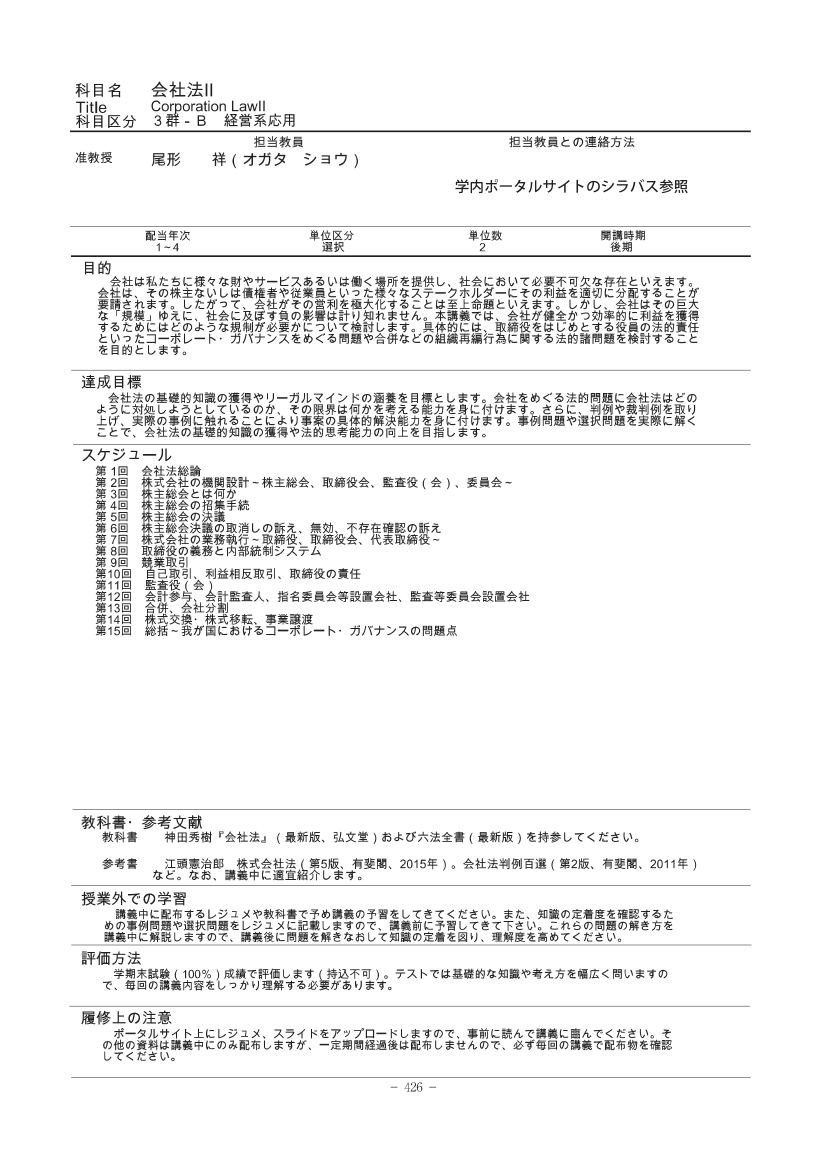 科目名 会社法II
Title Corporation LawII
科目区分 3群-B 経営系応用
担当教員 担当教員との連絡方法
准教授 尾形 祥(オガタ ショウ)
学内ポータルサイトのシラバス参照
配当年次 単位区分 単位数 開講時期
1~4 選択 2 後期
目的
会社は私たちに様々な財やサービスあるいは働く場所を提供し、社会において必要不可欠な存在といえます。
会社は、その株主ないしは債権者や従業員といった様々なステークホルダーにその利益を適切に分配することが
要請されます。したがって、会社がその営利を極大化することは至上命題といえます。しかし、会社はその巨大
な「規模」ゆえに、社会に及ぼす負の影響は計り知れません。本講義では、会社が健全かつ効率的に利益を獲得
するためにはどのような規制が必要かについて検討します。具体的には、取締役をはじめとする役員の法的責任
といったコーポレート・ガバナンスをめぐる問題や合併などの組織再編行為に関する法的諸問題を検討すること
を目的とします。
達成目標
会社法の基礎的知識の獲得やリーガルマインドの涵養を目標とします。会社をめぐる法的問題に会社法はどの
ように対処しようとしているのか、その限界は何かを考える能力を身に付けます。さらに、判例や裁判例を取り
上げ、実際の事例に触れることにより事案の具体的解決能力を身に付けます。事例問題や選択問題を実際に解く
ことで、会社法の基礎的知識の獲得や法的思考能力の向上を目指します。
スケジュール
第 1回 会社法総論
第 2回 株式会社の機関設計~株主総会、取締役会、監査役(会)、委員会~
第 3回 株主総会とは何か
第 4回 株主総会の招集手続
第 5回 株主総会の決議
第 6回 株主総会決議の取消しの訴え、無効、不存在確認の訴え
第 7回 株式会社の業務執行~取締役、取締役会、代表取締役~
第 8回 取締役の義務と内部統制システム
第 9回 競業取引
第10回 自己取引、利益相反取引、取締役の責任
第11回 監査役(会)
第12回 会計参与、会計監査人、指名委員会等設置会社、監査等委員会設置会社
第13回 合併、会社分割
第14回 株式交換・株式移転、事業譲渡
第15回 総括~我が国におけるコーポレート・ガバナンスの問題点
教科書・参考文献
教科書 神田秀樹『会社法』(最新版、弘文堂)および六法全書(最新版)を持参してください。
参考書 江頭憲治郎 株式会社法(第5版、有斐閣、2015年)。会社法判例百選(第2版、有斐閣、2011年)
など。なお、講義中に適宜紹介します。
授業外での学習
講義中に配布するレジュメや教科書で予め講義の予習をしてきてください。また、知識の定着度を確認するた
めの事例問題や選択問題をレジュメに記載しますので、講義前に予習してきて下さい。これらの問題の解き方を
講義中に解説しますので、講義後に問題を解きなおして知識の定着を図り、理解度を高めてください。
評価方法
学期末試験(100%)成績で評価します(持込不可)。テストでは基礎的な知識や考え方を幅広く問いますの
で、毎回の講義内容をしっかり理解する必要があります。
履修上の注意
ポータルサイト上にレジュメ、スライドをアップロードしますので、事前に読んで講義に臨んでください。そ
の他の資料は講義中にのみ配布しますが、一定期間経過後は配布しませんので、必ず毎回の講義で配布物を確認
してください。
- 426 -